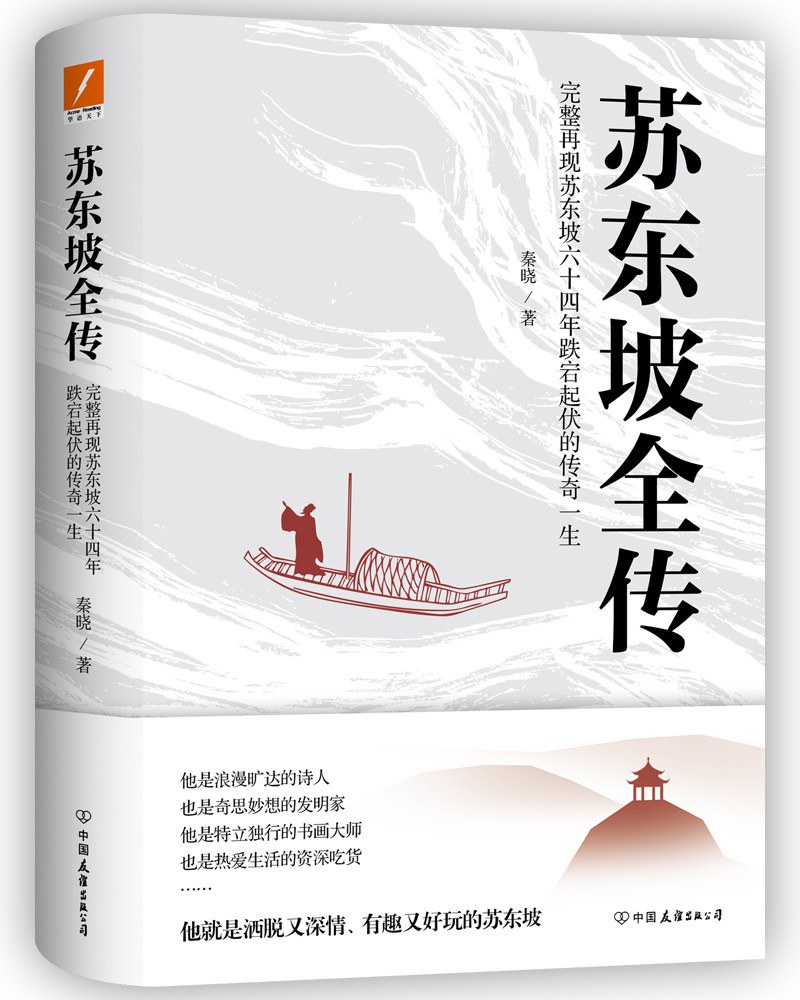 Acme Reading
华语天下
苏东坡全传
完整再现苏东坡六十四年
跌宕起伏的传奇一生
秦晓/著
中国友谊出版公司
苏东坡全传
完整再现苏东坡六十四年跌宕起伏的传奇一生
秦晓/著
他是浪漫旷达的诗人
也是奇思妙想的发明家
他是特立独行的书画大师
也是热爱生活的资深吃货
……
他就是洒脱又深情、有趣又好玩的苏东坡
中国友谊出版公司